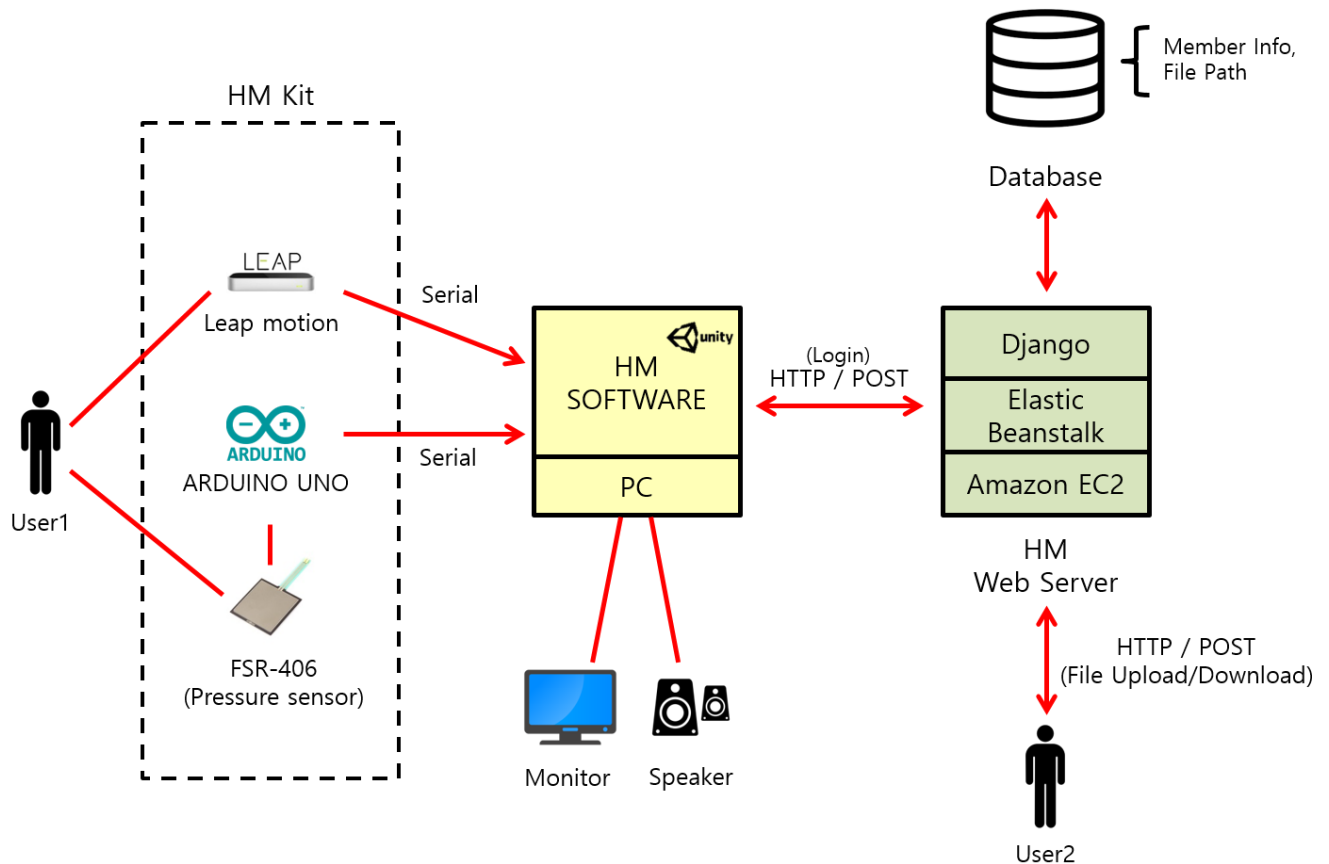 HM Kit
LEAP
Leap motion
ARDUINO
ARDUINO UNO
FSR-406
(Pressure sensor)
User1
Serial
Serial
unity
HM
SOFTWARE
PC
Monitor
Speaker
(Login)
HTTP / POST
Member Info,
File Path
Database
Django
Elastic
Beanstalk
Amazon EC2
HM
Web Server
HTTP / POST
(File Upload/Download)
User2